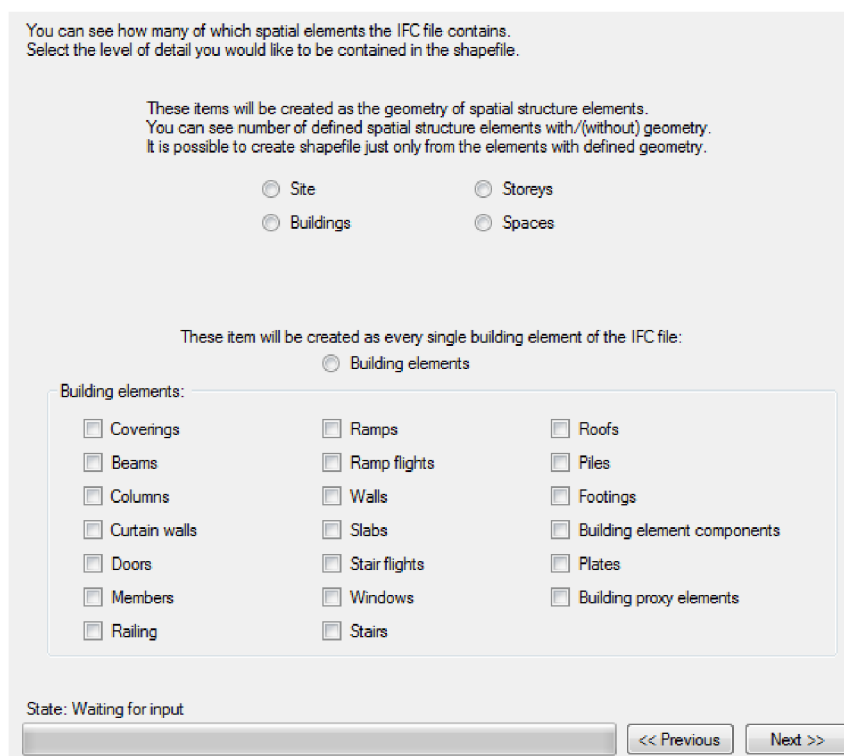 You can see how many of which spatial elements the IFC file contains.
Select the level of detail you would like to be contained in the shapefile.
These items will be created as the geometry of spatial structure elements.
You can see number of defined spatial structure elements with/(without) geometry.
It is possible to create shapefile just only from the elements with defined geometry.
Site Storeys
Buildings Spaces
These item will be created as every single building element of the IFC file:
Building elements
Building elements:
Coverings Ramps Roofs
Beams Ramp flights Piles
Columns Walls Footings
Curtain walls Slabs Building element components
Doors Stair flights Plates
Members Windows Building proxy elements
Railing Stairs
State: Waiting for input
<< Previous Next >>